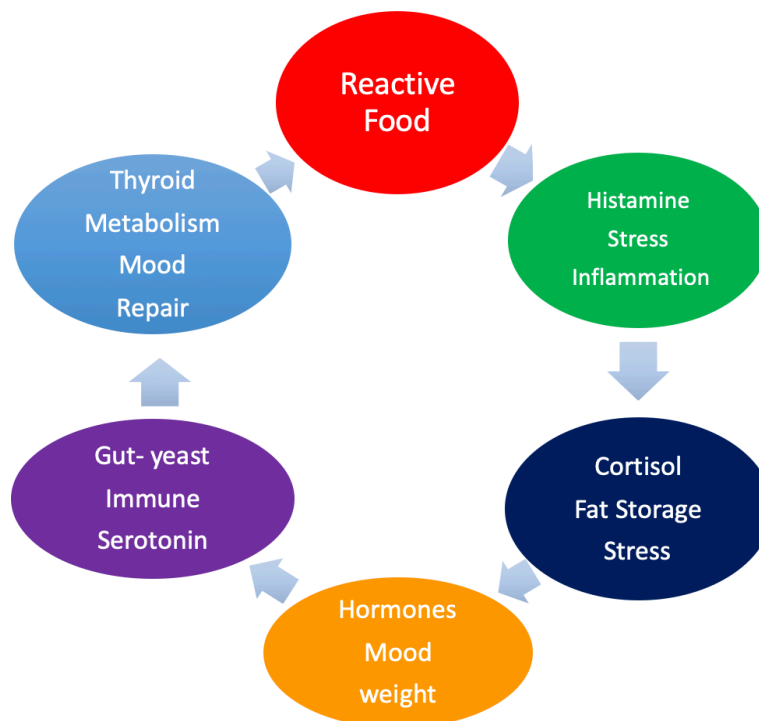 Reactive
Food
Histamine
Stress
Inflammation
Cortisol
Fat Storage
Stress
Hormones
Mood
weight
Gut- yeast
Immune
Serotonin
Thyroid
Metabolism
Mood
Repair